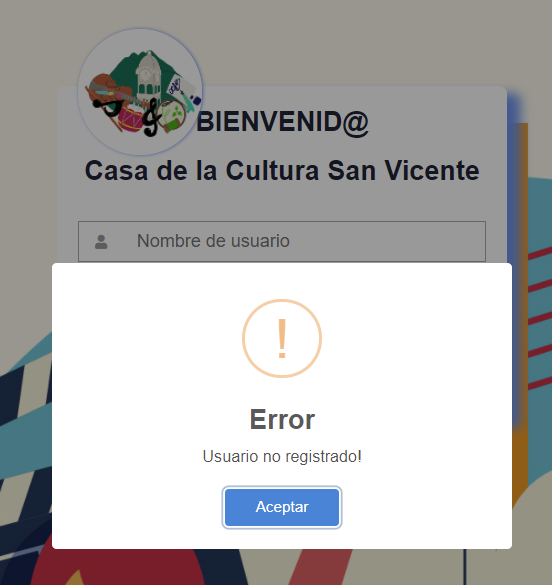 BIENVENID@
Casa de la Cultura San Vicente
Nombre de usuario
!
Error
Usuario no registrado!
Aceptar